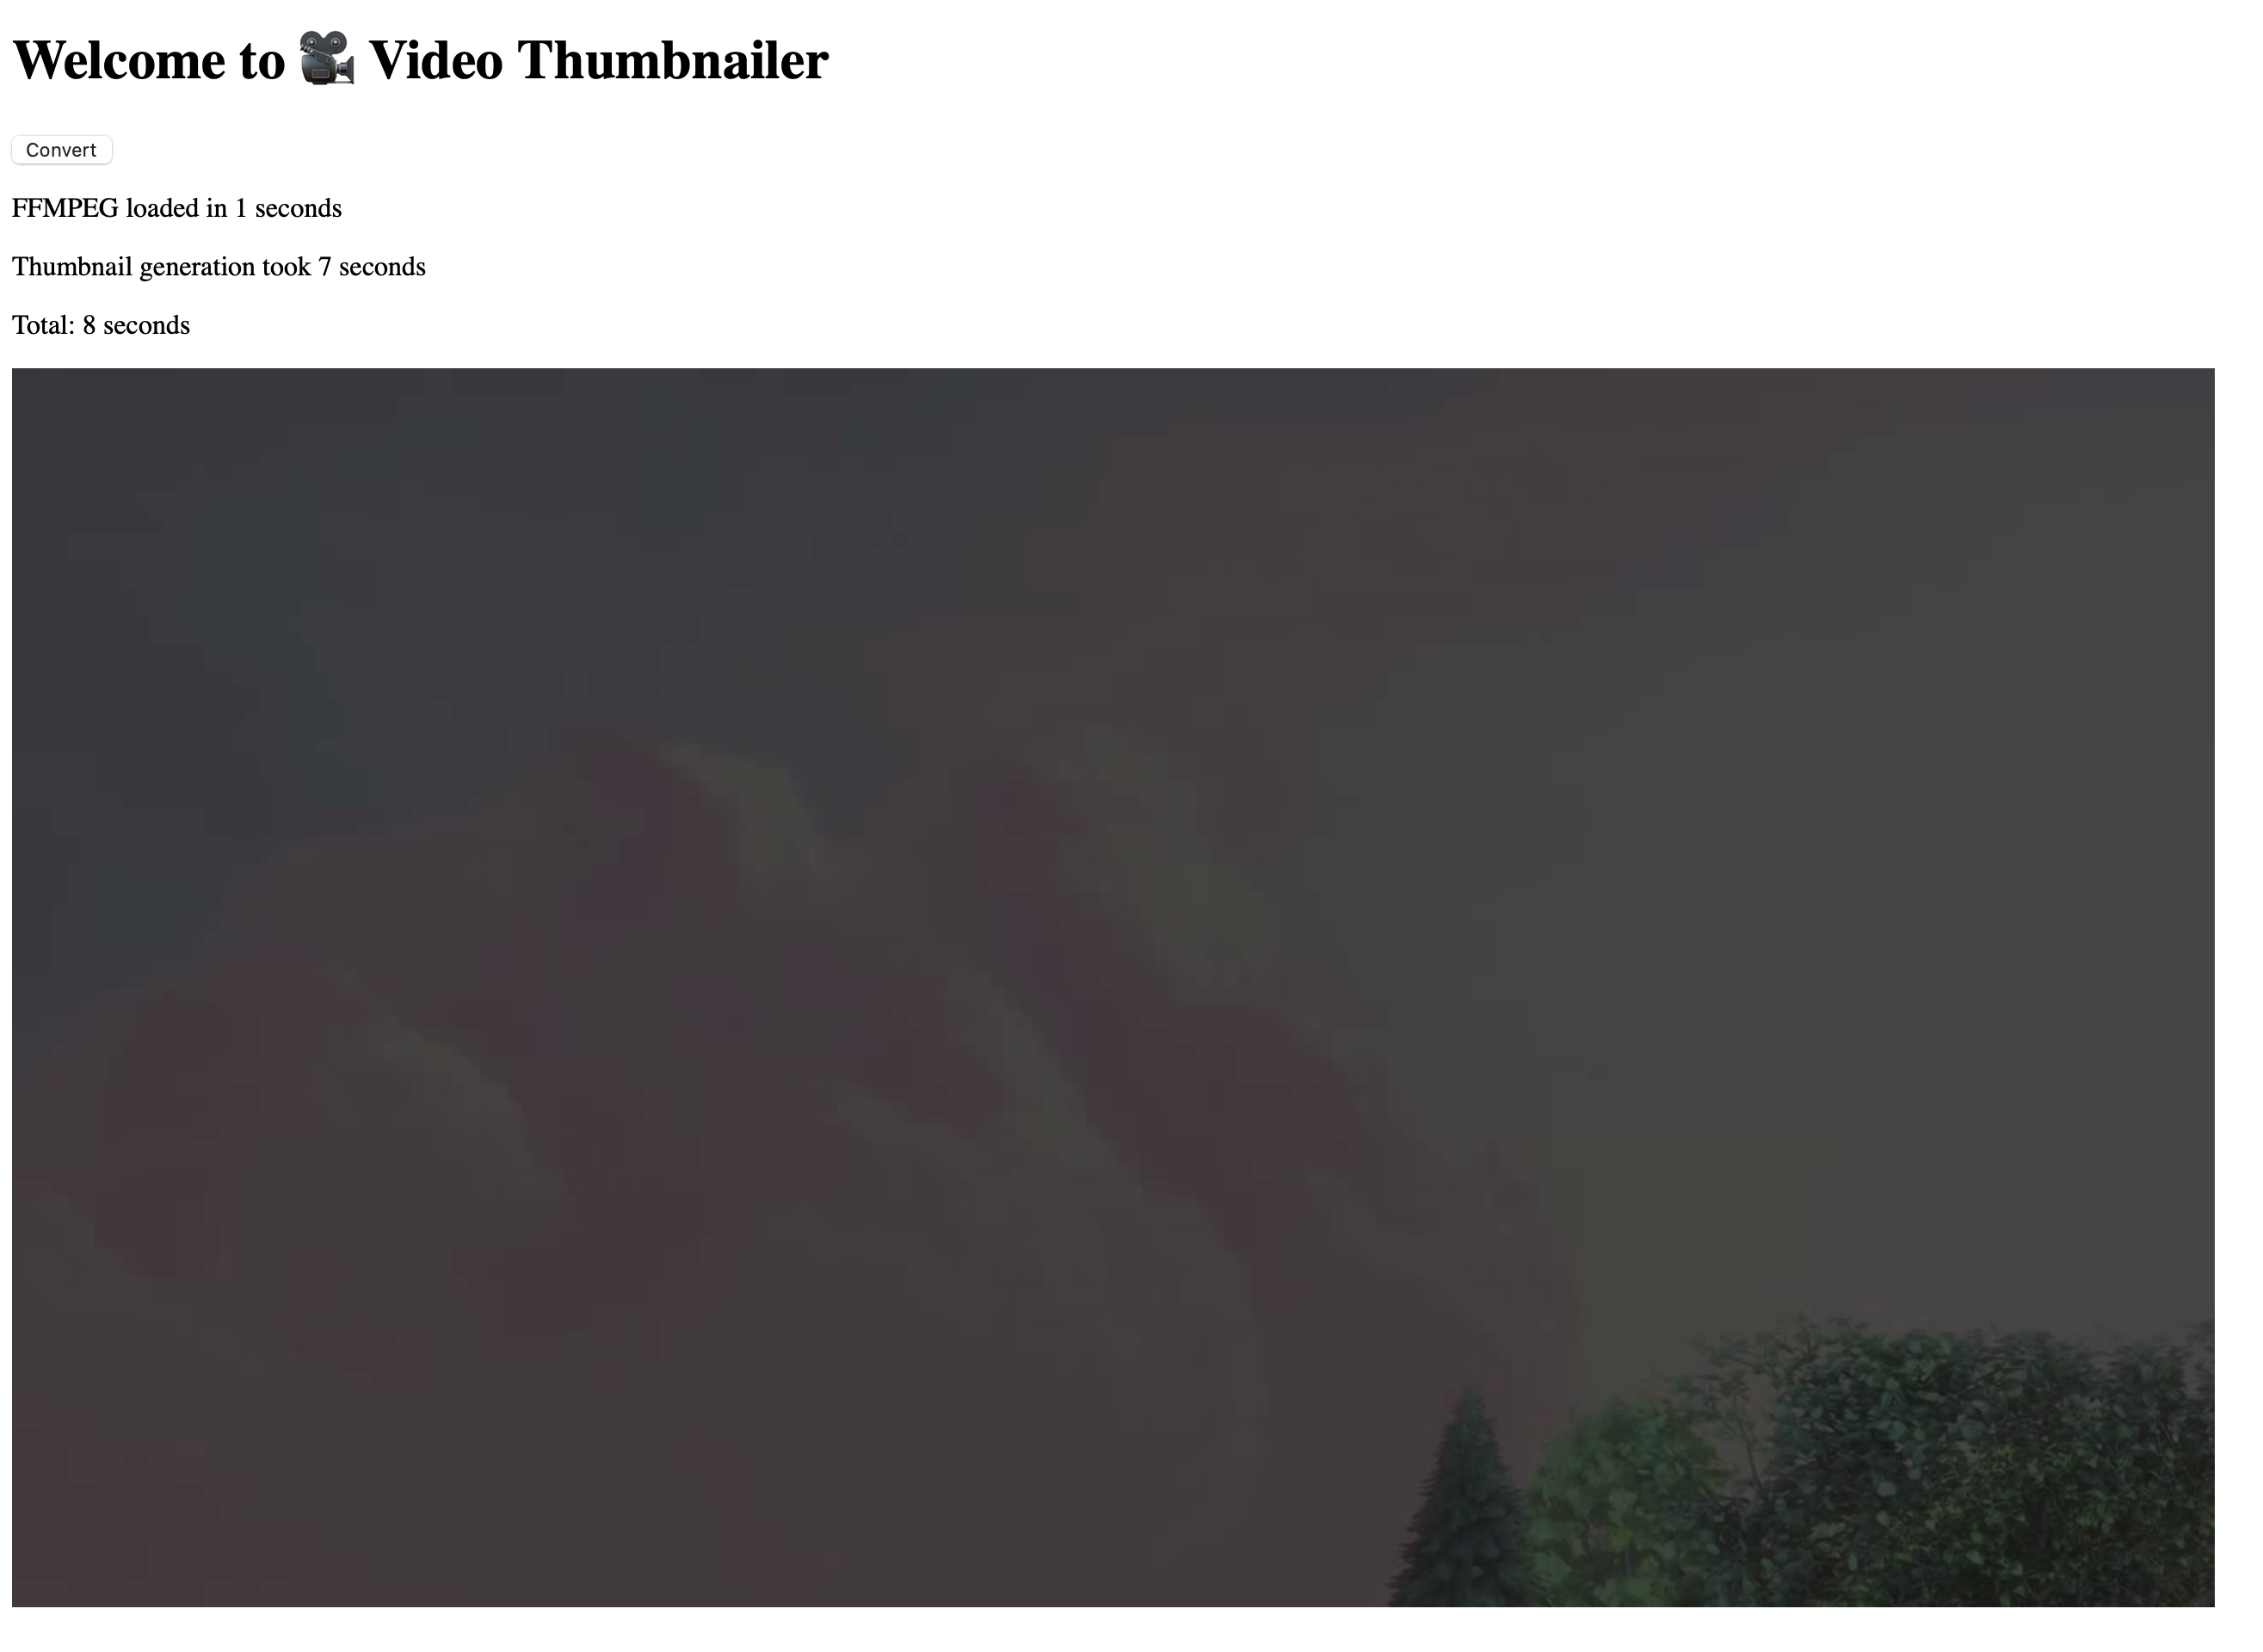 Welcome to 🎥 Video Thumbnailer
Convert
FFMPEG loaded in 1 seconds
Thumbnail generation took 7 seconds
Total: 8 seconds